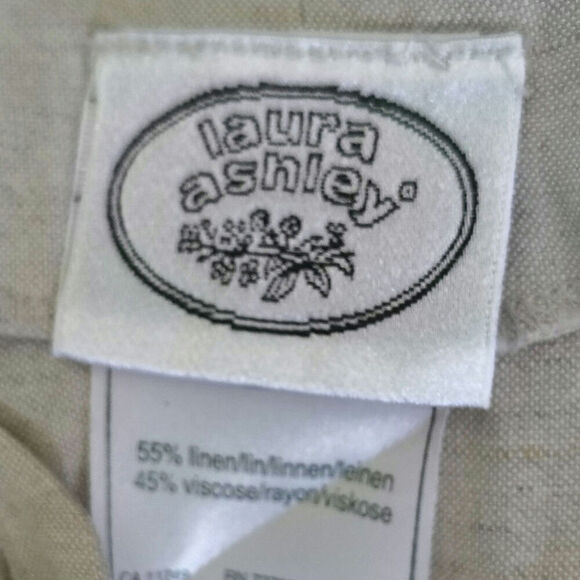 laura
ashley®
55% linen/lin/linnen/leinen
45% viscose/rayon/viskose